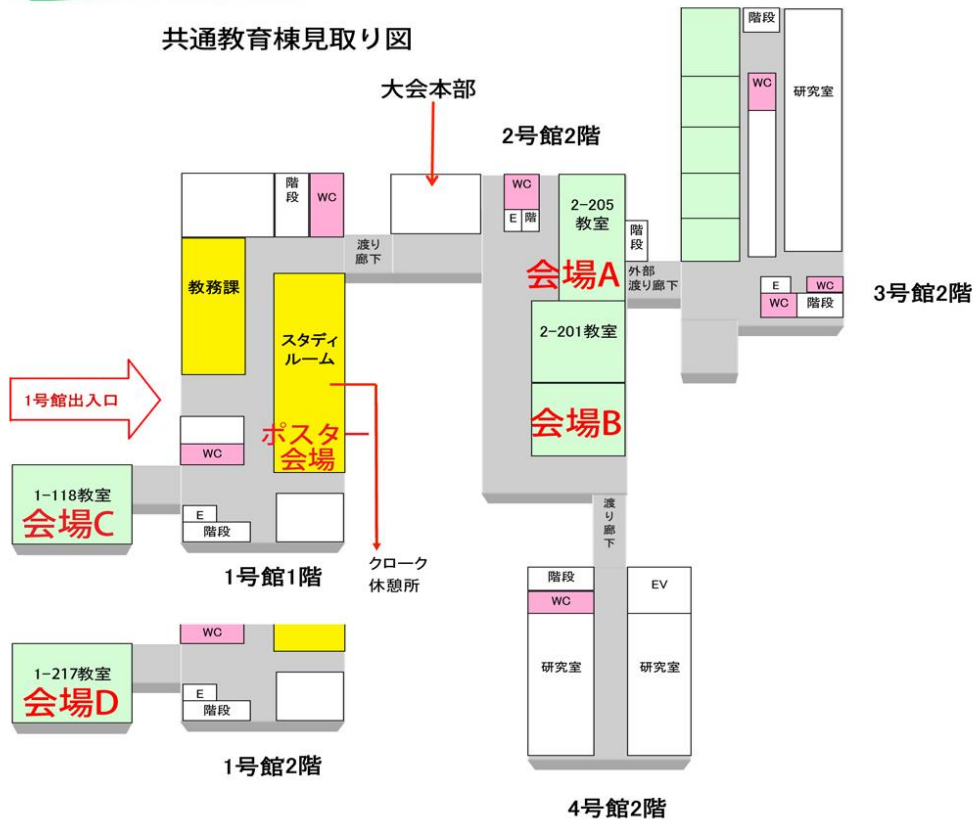 共通教育棟見取り図
大会本部
2号館2階
階段
WC
研究室
階
段
WC
WC
E
階
2-205
教室
会場A
階
段
渡り
廊下
外部
渡り廊下
E
WC
WC
階段
3号館2階
教務課
スタディ
ルーム
2-201教室
1号館出入口
ポスタ
会場
会場B
WC
1-118教室
会場C
E
階段
渡
り
廊
下
1号館1階
クローク
休憩所
階段
WC
EV
研究室
研究室
WC
1-217教室
会場D
E
階段
1号館2階
4号館2階